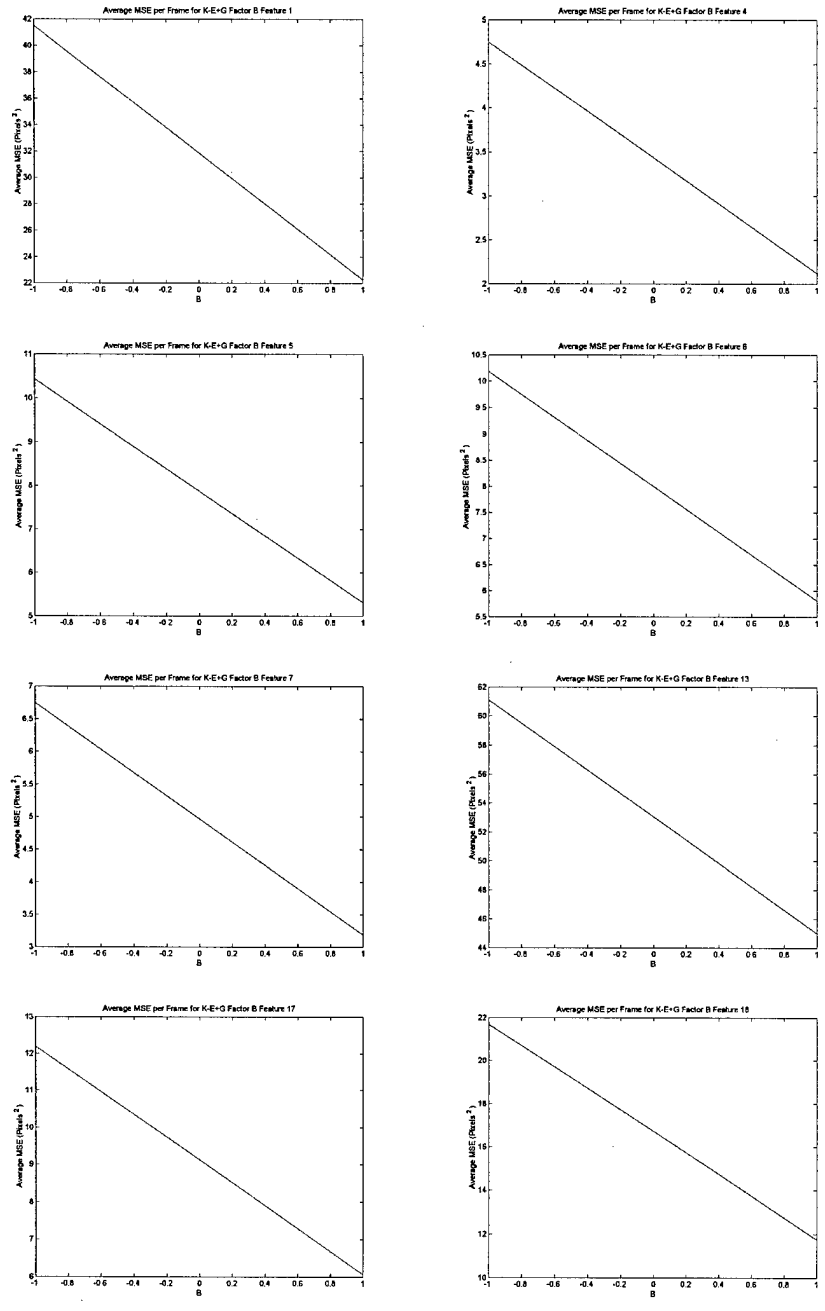 Average MSE per Frame for K-E+G Factor B Feature 1
42
40
38
36
34
32
30
28
26
24
22
Average MSE (Pixels ²)
-1 -0.8 -0.6 -0.4 -0.2 0 0.2 0.4 0.6 0.8 1
B
Average MSE per Frame for K-E+G Factor B Feature 4
5
4.5
4
3.5
3
2.5
2
Average MSE (Pixels ²)
-1 -0.8 -0.6 -0.4 -0.2 0 0.2 0.4 0.6 0.8 1
B
Average MSE per Frame for K-E+G Factor B Feature 5
11
10
9
8
7
6
5
Average MSE (Pixels ²)
-1 -0.8 -0.6 -0.4 -0.2 0 0.2 0.4 0.6 0.8 1
B
Average MSE per Frame for K-E+G Factor B Feature 6
10.5
10
9.5
9
8.5
8
7.5
7
6.5
6
5.5
Average MSE (Pixels ²)
-1 -0.8 -0.6 -0.4 -0.2 0 0.2 0.4 0.6 0.8 1
B
Average MSE per Frame for K-E+G Factor B Feature 7
7
6.5
6
5.5
5
4.5
4
3.5
3
Average MSE (Pixels ²)
-1 -0.8 -0.6 -0.4 -0.2 0 0.2 0.4 0.6 0.8 1
B
Average MSE per Frame for K-E+G Factor B Feature 13
62
60
58
56
54
52
50
48
46
44
Average MSE (Pixels ²)
-1 -0.8 -0.6 -0.4 -0.2 0 0.2 0.4 0.6 0.8 1
B
Average MSE per Frame for K-E+G Factor B Feature 17
13
12
11
10
9
8
7
6
Average MSE (Pixels ²)
-1 -0.8 -0.6 -0.4 -0.2 0 0.2 0.4 0.6 0.8 1
B
Average MSE per Frame for K-E+G Factor B Feature 18
22
20
18
16
14
12
10
Average MSE (Pixels ²)
-1 -0.8 -0.6 -0.4 -0.2 0 0.2 0.4 0.6 0.8 1
B